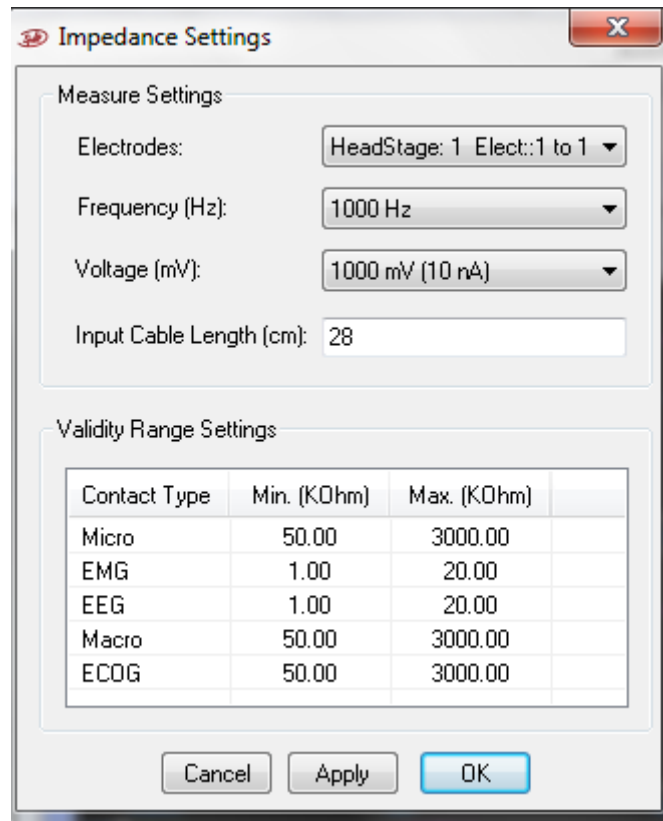 Impedance Settings
Measure Settings
Electrodes: HeadStage: 1 Elect::1 to 1
Frequency (Hz): 1000 Hz
Voltage (mV): 1000 mV (10 nA)
Input Cable Length (cm): 28
Validity Range Settings
Contact Type Min. (KOhm) Max. (KOhm)
Micro 50.00 3000.00
EMG 1.00 20.00
EEG 1.00 20.00
Macro 50.00 3000.00
ECOG 50.00 3000.00
Cancel Apply OK